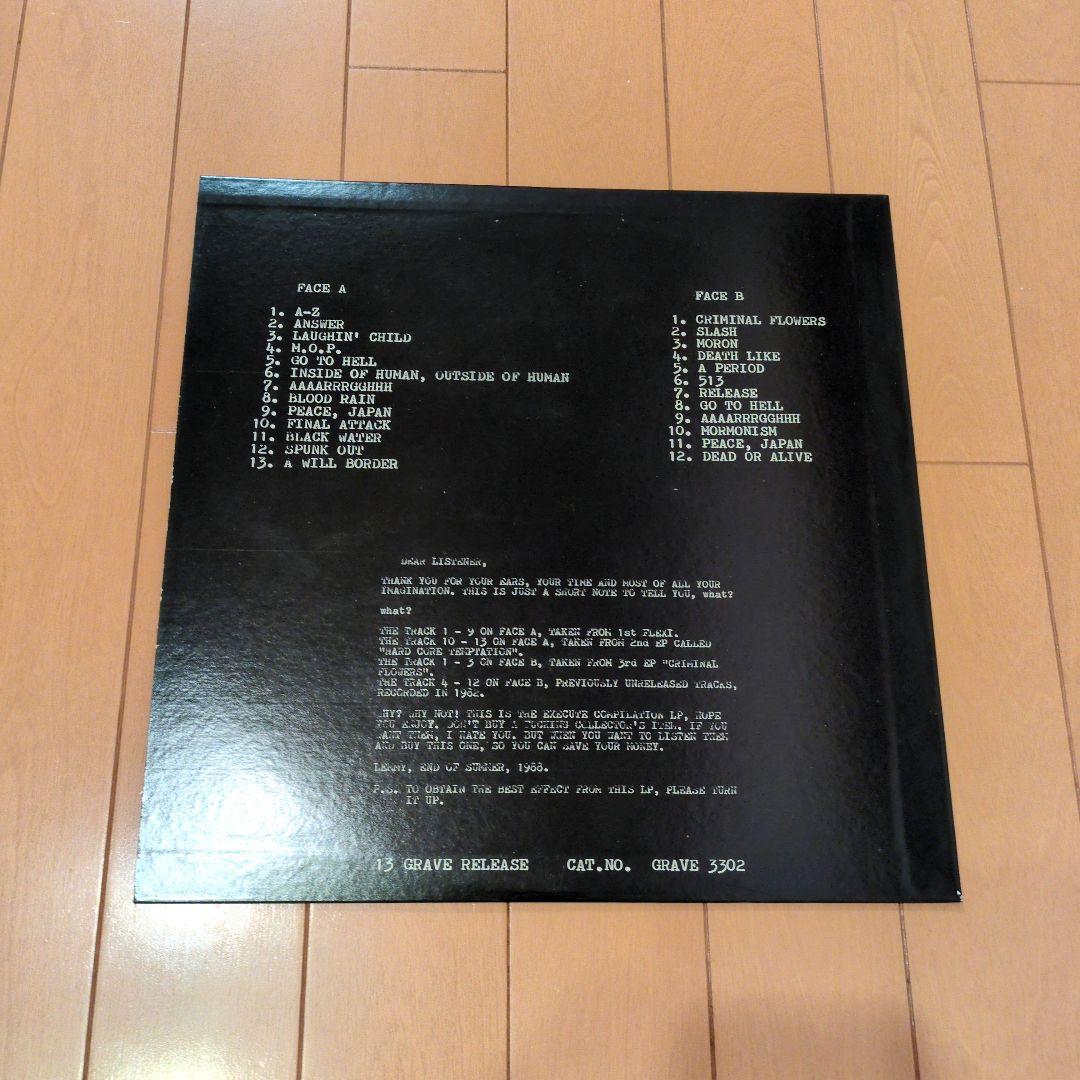 FACE A
1. A-Z
2. ANSWER
3. LAUGHIN' CHILD
4. M.O.P.
5. GO TO HELL
6. INSIDE OF HUMAN, OUTSIDE OF HUMAN
7. AAAARRRGGHHH
8. BLOOD RAIN
9. PEACE, JAPAN
10. FINAL ATTACK
11. BLACK WATER
12. SPUNK OUT
13. A WILL BORDER
FACE B
1. CRIMINAL FLOWERS
2. SLASH
3. MORON
4. DEATH LIKE
5. A PERIOD
6. 513
7. RELEASE
8. GO TO HELL
9. AAAARRRGGHHH
10. MORMONISM
11. PEACE, JAPAN
12. DEAD OR ALIVE
DEAR LISTENER,
THANK YOU FOR YOUR EARS, YOUR TIME AND MOST OF ALL YOUR
IMAGINATION. THIS IS JUST A SHORT NOTE TO TELL YOU, what?
what?
THE TRACK 1 - 9 ON FACE A, TAKEN FROM 1st FLEXI.
THE TRACK 10 - 13 ON FACE A, TAKEN FROM 2nd EP CALLED
"HARD CORE TEMPTATION".
THE TRACK 1 - 3 ON FACE B, TAKEN FROM 3rd EP "CRIMINAL
FLOWERS".
THE TRACK 4 - 12 ON FACE B, PREVIOUSLY UNRELEASED TRACKS,
RECORDED IN 1982.
WHY? WHY NOT! THIS IS THE EXECUTE COMPILATION LP, HOPE
YOU ENJOY. DON'T BUY A FUCKING COLLECTOR'S ITEM. IF YOU
WANT THEM, I HATE YOU. BUT WHEN YOU WANT TO LISTEN THEM
AND BUY THIS ONE, SO YOU CAN SAVE YOUR MONEY.
LEMMY, END OF SUMMER, 1988.
P.S. TO OBTAIN THE BEST EFFECT FROM THIS LP, PLEASE TURN
IT UP.
13 GRAVE RELEASE CAT.NO. GRAVE 3302